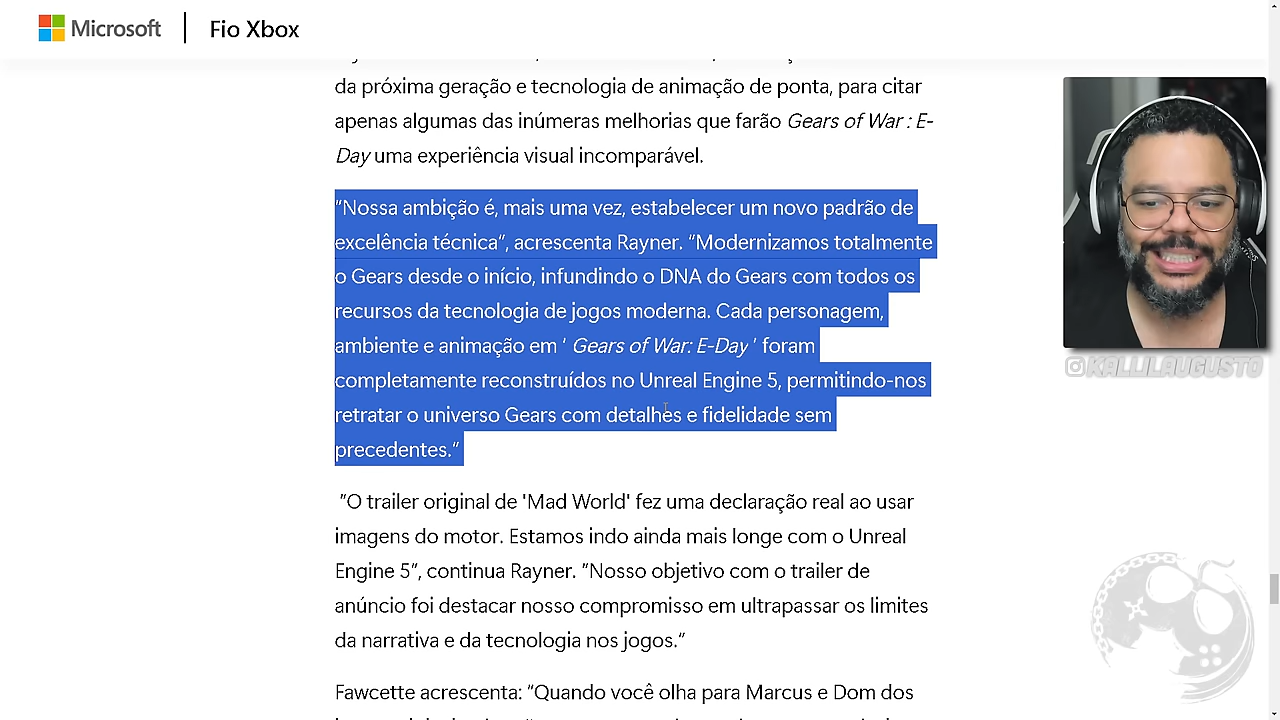 Microsoft | Fio Xbox
da próxima geração e tecnologia de animação de ponta, para citar
apenas algumas das inúmeras melhorias que farão Gears of War : E-
Day uma experiência visual incomparável.
“Nossa ambição é, mais uma vez, estabelecer um novo padrão de
excelência técnica”, acrescenta Rayner. “Modernizamos totalmente
o Gears desde o início, infundindo o DNA do Gears com todos os
recursos da tecnologia de jogos moderna. Cada personagem,
ambiente e animação em ‘ Gears of War: E-Day ’ foram
completamente reconstruídos no Unreal Engine 5, permitindo-nos
retratar o universo Gears com detalhes e fidelidade sem
precedentes.”
“O trailer original de 'Mad World' fez uma declaração real ao usar
imagens do motor. Estamos indo ainda mais longe com o Unreal
Engine 5”, continua Rayner. “Nosso objetivo com o trailer de
anúncio foi destacar nosso compromisso em ultrapassar os limites
da narrativa e da tecnologia nos jogos.”
Fawcette acrescenta: “Quando você olha para Marcus e Dom dos
KALLILAUGUSTO